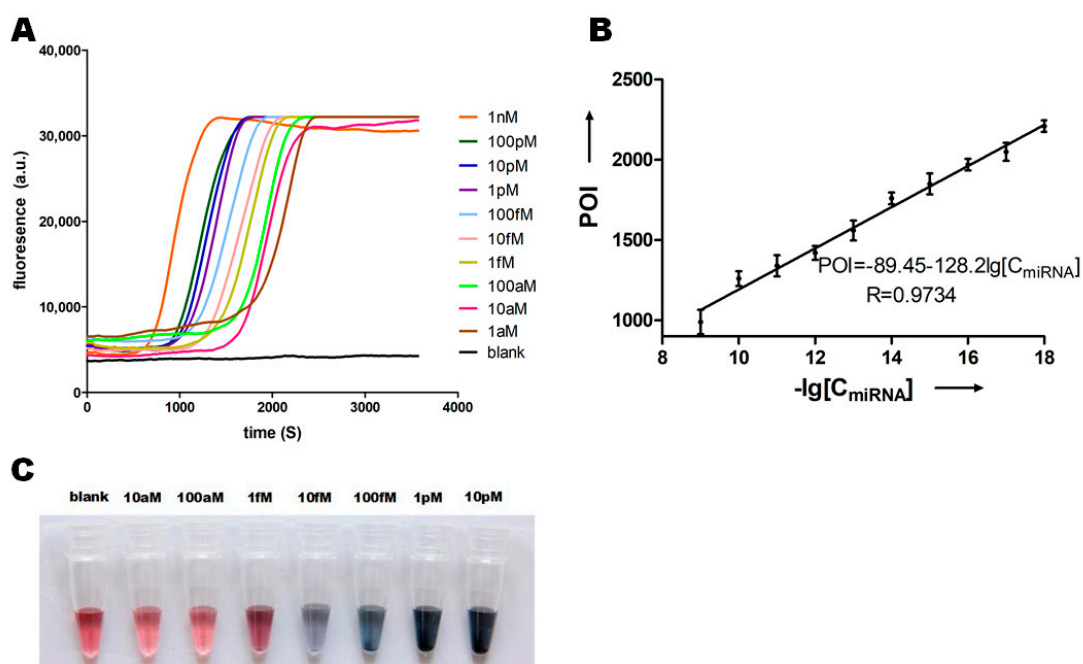 A
fluoresence (a.u.)
40,000
30,000
20,000
10,000
0
0 1000 2000 3000 4000
time (S)
1nM
100pM
10pM
1pM
100fM
10fM
1fM
100aM
10aM
1aM
blank
B
POI
2500
2000
1500
1000
POI=-89.45-128.2lg[CmiRNA]
R=0.9734
8 10 12 14 16 18
-lg[CmiRNA]
C
blank 10aM 100aM 1fM 10fM 100fM 1pM 10pM